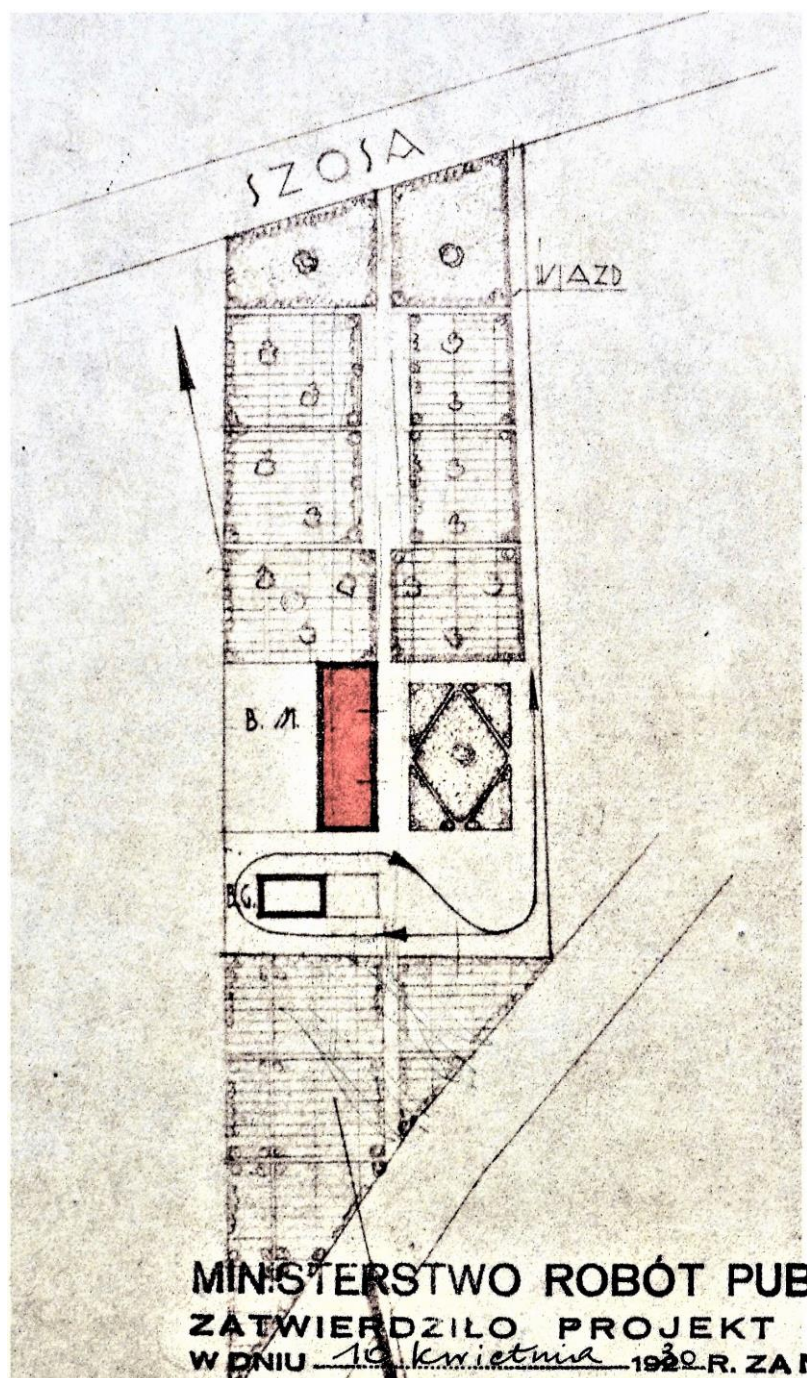 SZOSA
WJAZD
B. M.
B.G.
MINISTERSTWO ROBÓT PUB
ZATWIERDZIŁO PROJEKT
W DNIU 10 kwietnia 1930 R. ZA N